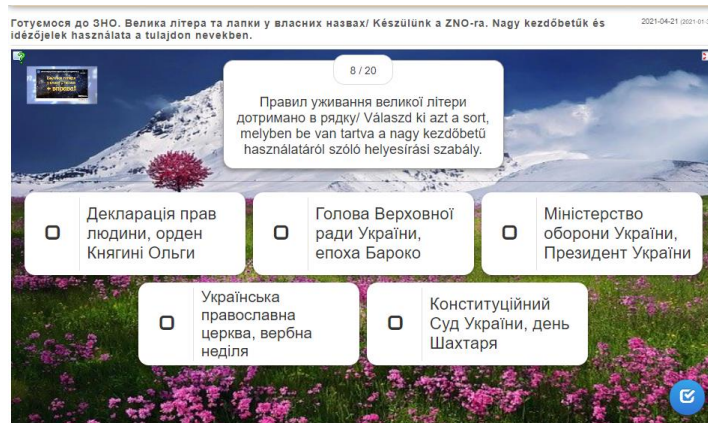 Готуємося до ЗНО. Велика літера та лапки у власних назвах/ Készülünk a ZNO-ra. Nagy kezdőbetűk és
idézőjelek használata a tulajdon nevekben.
2021-04-21
8 / 20
Правил уживання великої літери
дотримано в рядку/ Válaszd ki azt a sort,
melyben be van tartva a nagy kezdőbetű
használatáról szóló helyesírási szabály.
Декларація прав
людини, орден
Княгині Ольги
Голова Верховної
ради України,
епоха Бароко
Міністерство
оборони України,
Президент України
Українська
православна
церква, вербна
неділя
Конституційний
Суд України, день
Шахтаря